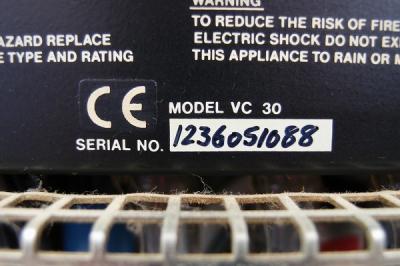 WARNING
TO REDUCE THE RISK OF FIRE
ELECTRIC SHOCK DO NOT EX
THIS APPLIANCE TO RAIN OR M
AZARD REPLACE
E TYPE AND RATING
CE
MODEL VC 30
SERIAL NO. 1236051088